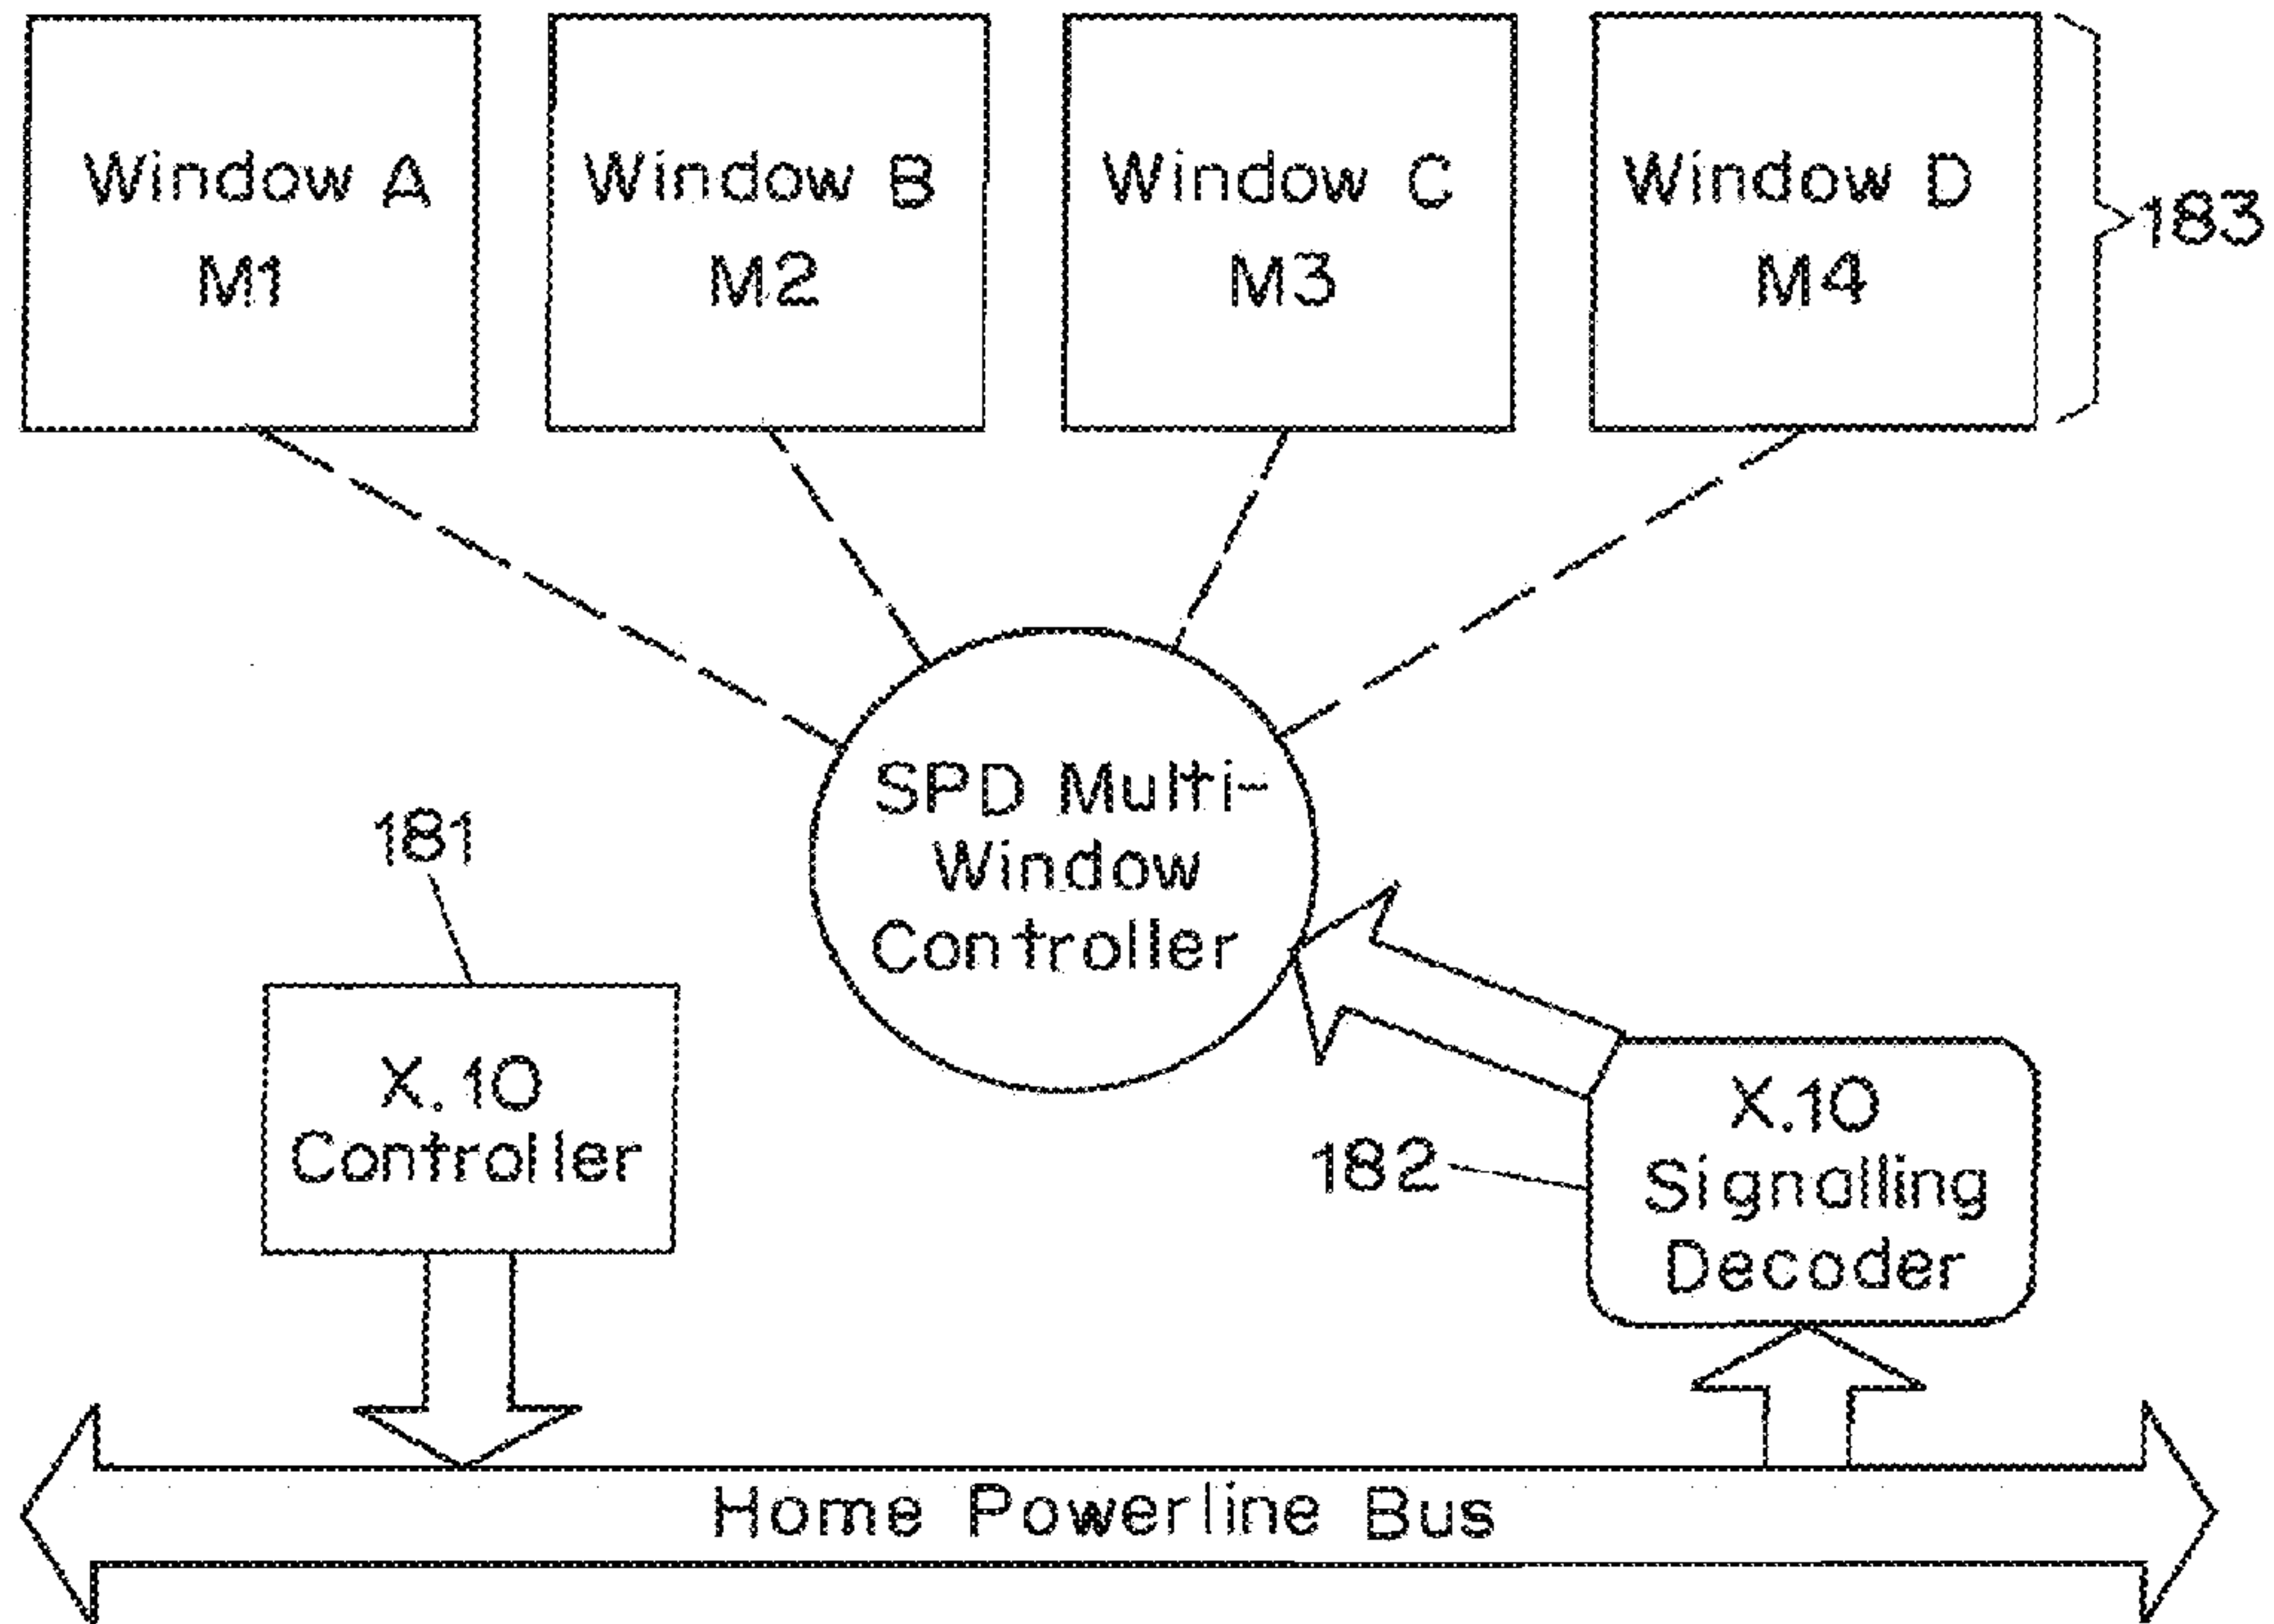 Window A
M1
Window B
M2
Window C
M3
Window D
M4
183
SPD Multi-
Window
Controller
181
X.10
Controller
182
X.10
Signalling
Decoder
Home Powerline Bus